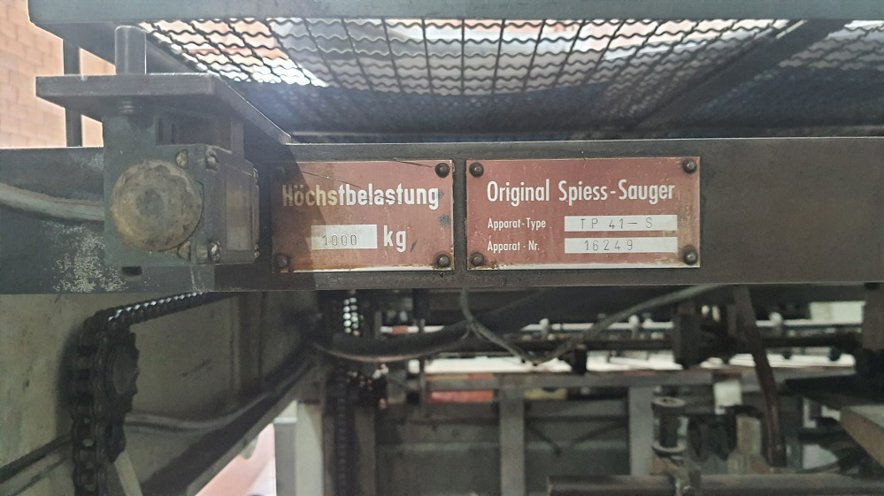 Höchstbelastung
1000 kg
Original Spiess-Sauger
Apparat-Type TP 41-S
Apparat-Nr. 16249